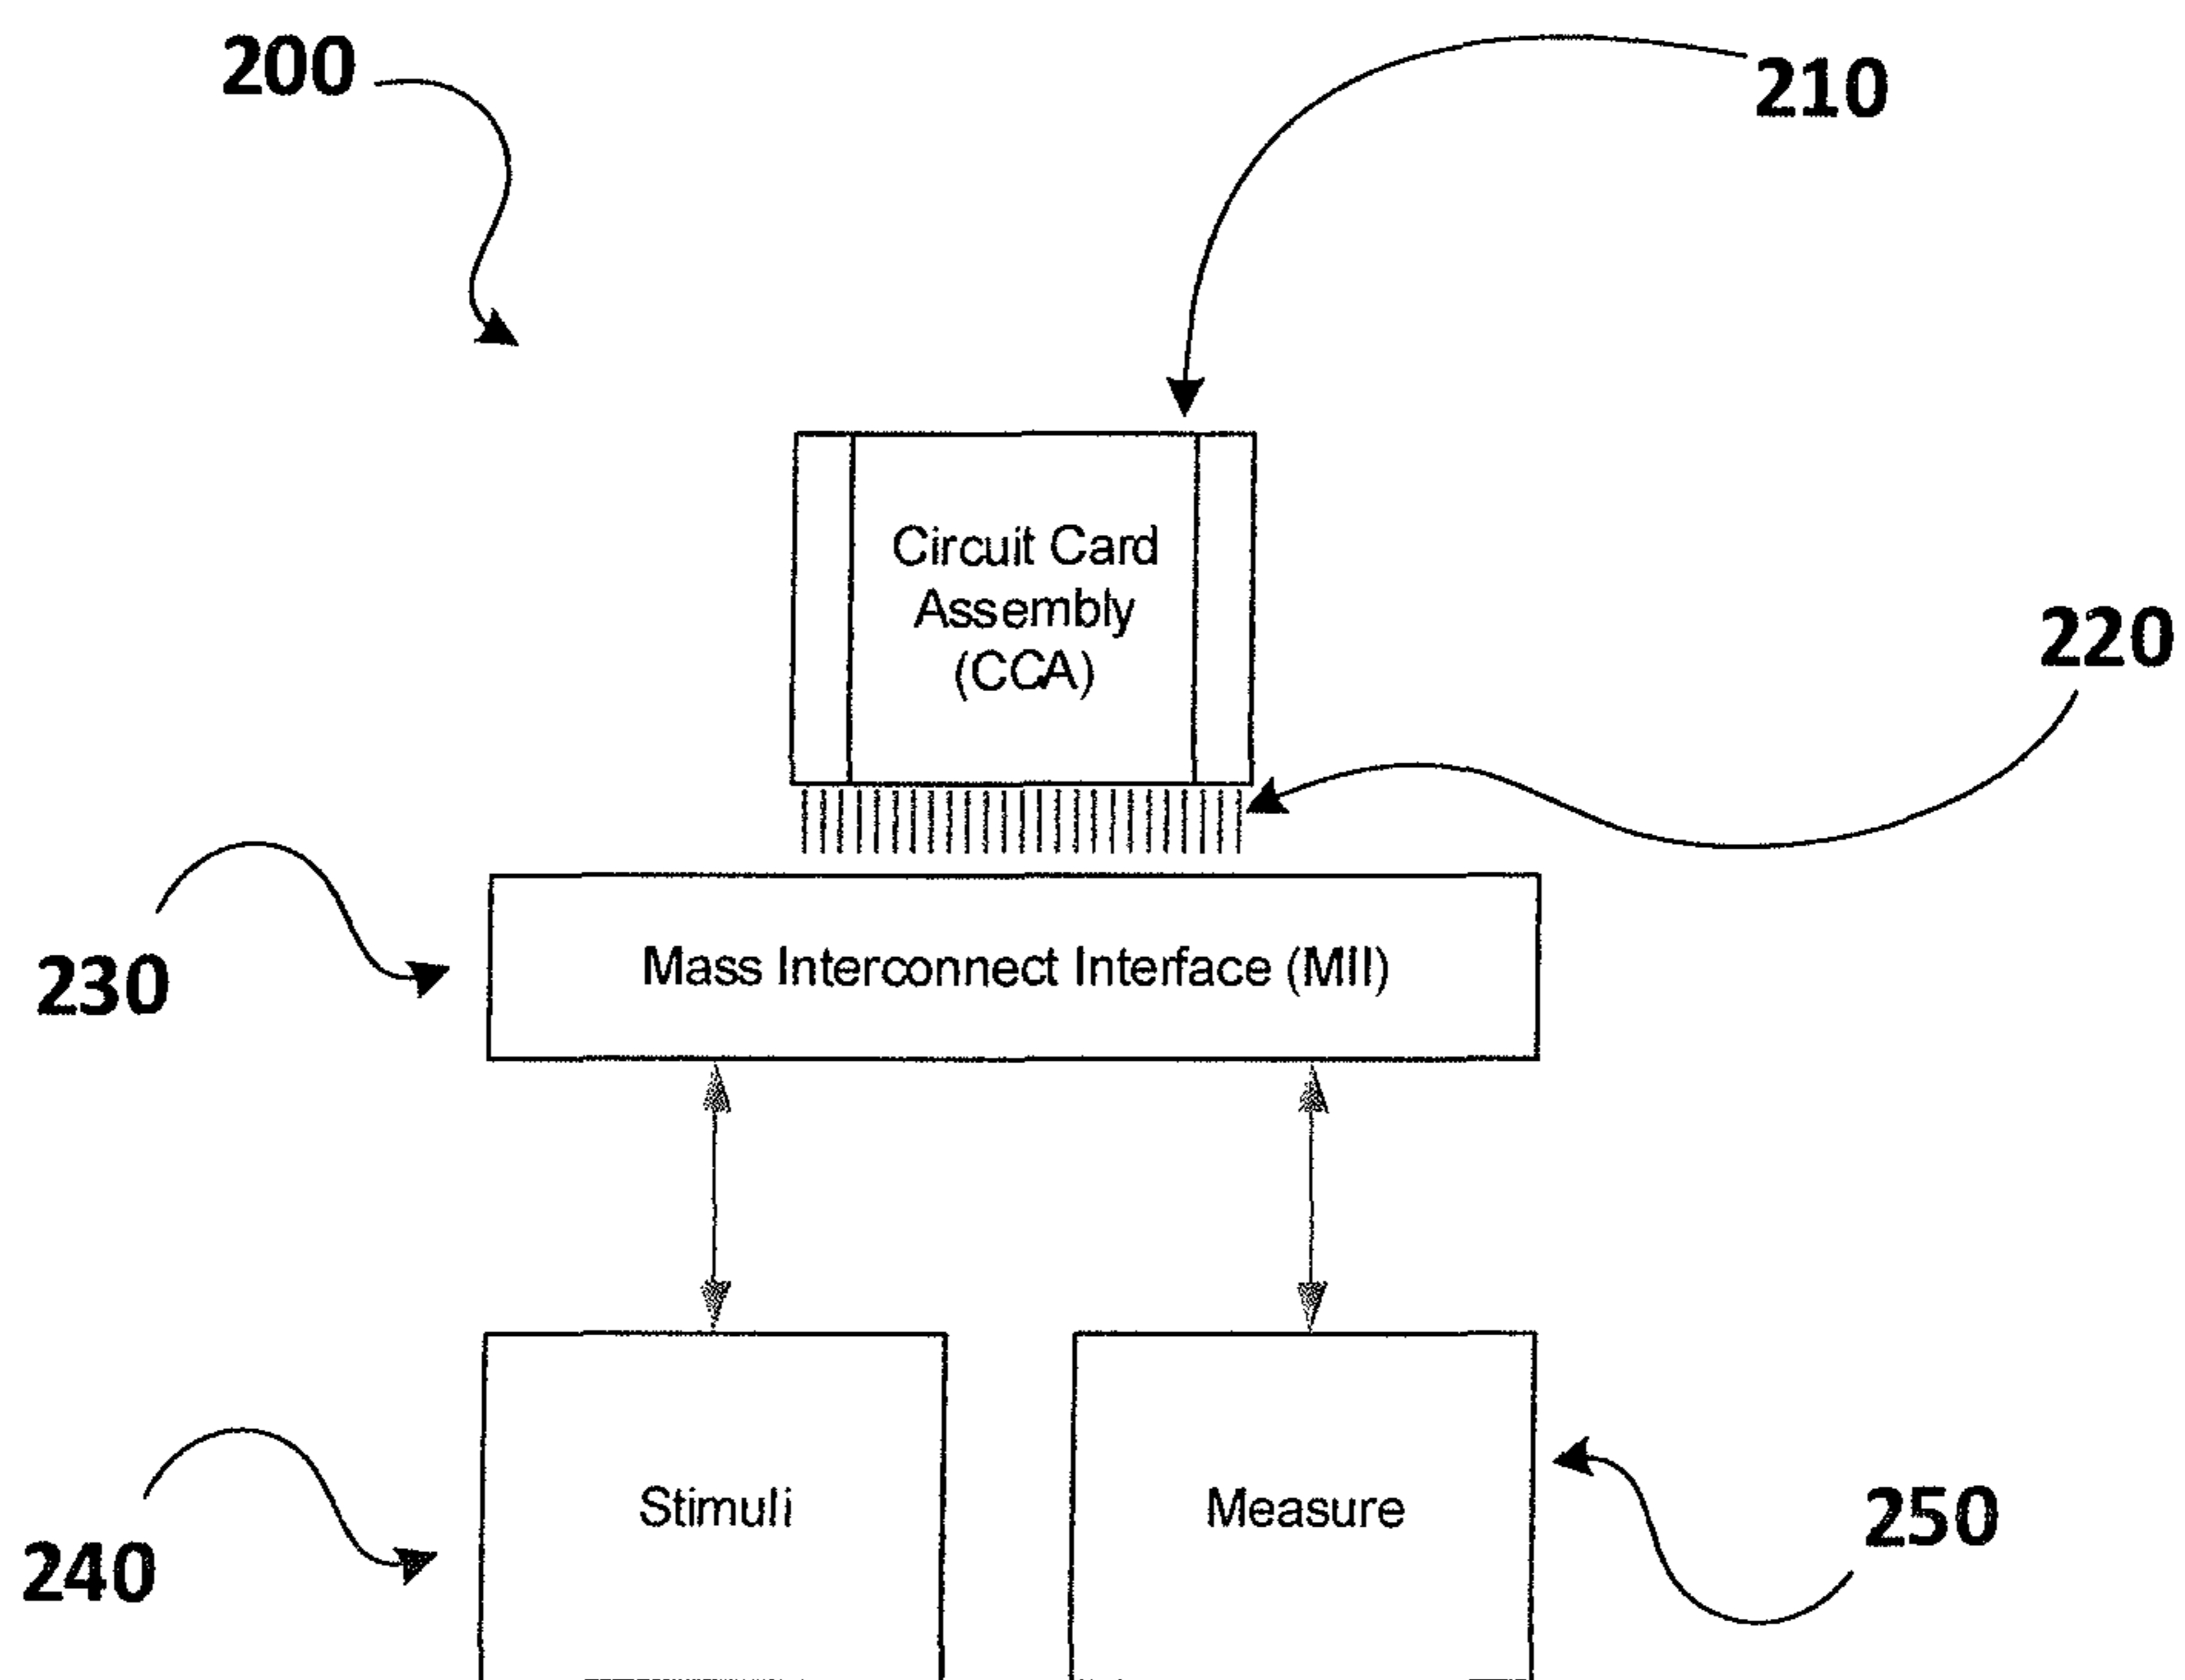 200
210
Circuit Card
Assembly
(CCA)
220
230
Mass Interconnect Interface (MII)
240
Stimuli
Measure
250